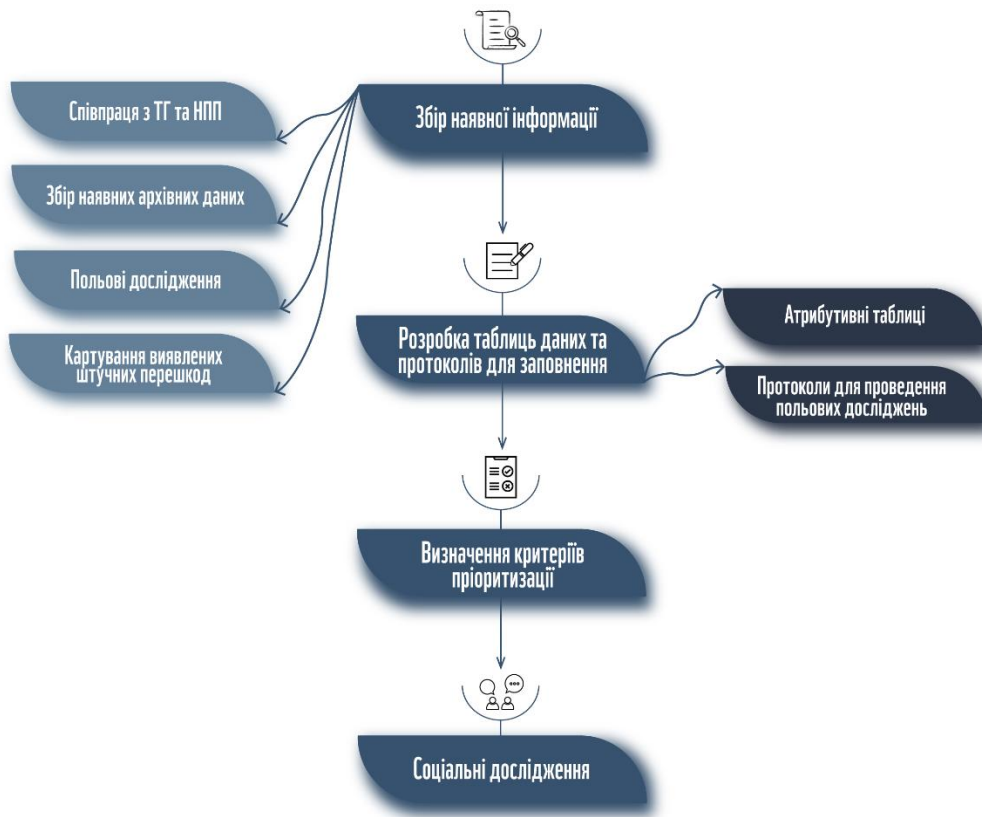 Збір наявної інформації
Співпраця з ТГ та НПП
Збір наявних архівних даних
Польові дослідження
Картування виявлених
штучних перешкод
Розробка таблиць даних та
протоколів для заповнення
Атрибутивні таблиці
Протоколи для проведення
польових досліджень
Визначення критеріїв
пріоритизації
Соціальні дослідження